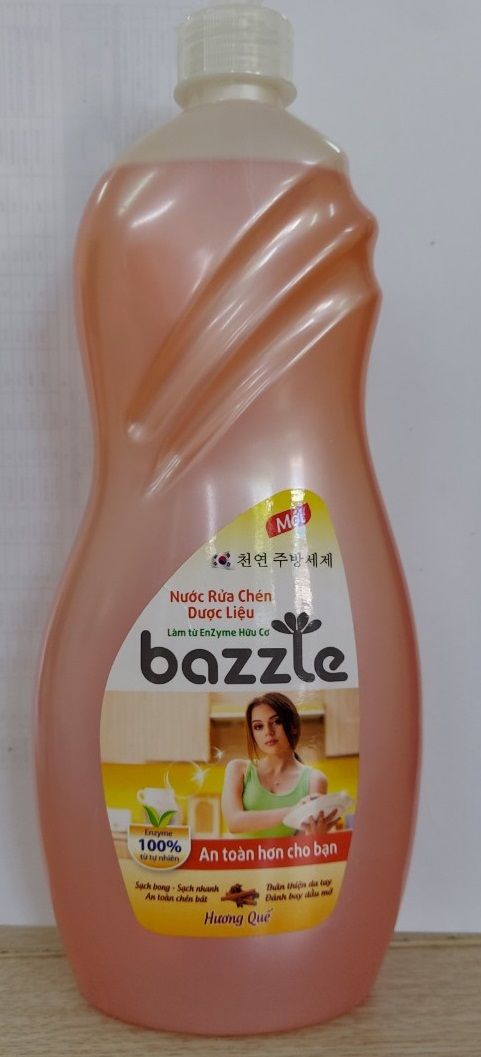 Mới
천연 주방세제
Nước Rửa Chén
Dược Liệu
Làm từ EnZyme Hữu Cơ
bazzle
Enzyme
100%
từ tự nhiên
An toàn hơn cho bạn
Sạch bong - Sạch nhanh
An toàn chén bát
Thân thiện da tay
Đánh bay dầu mỡ
Hương Quế